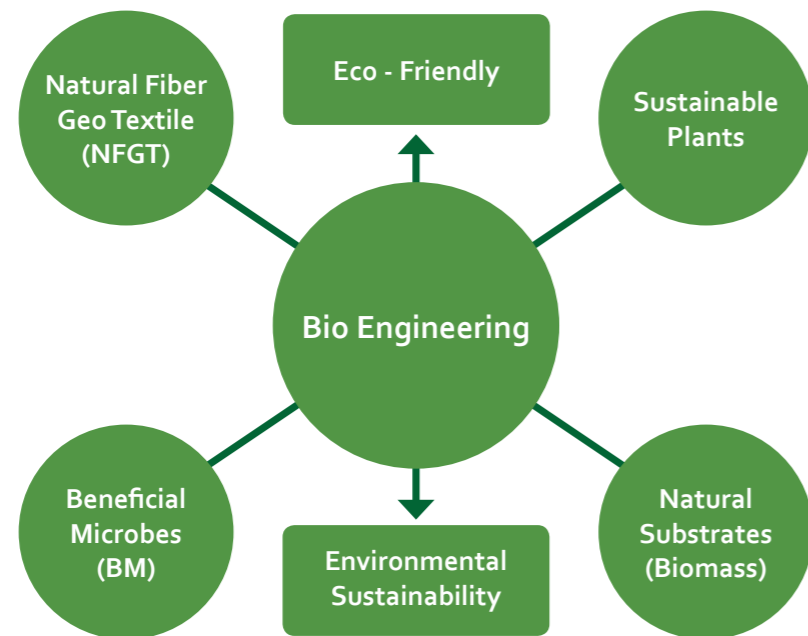 Natural Fiber
Geo Textile
(NFGT)
Eco - Friendly
Sustainable
Plants
Bio Engineering
Beneficial
Microbes
(BM)
Environmental
Sustainability
Natural
Substrates
(Biomass)